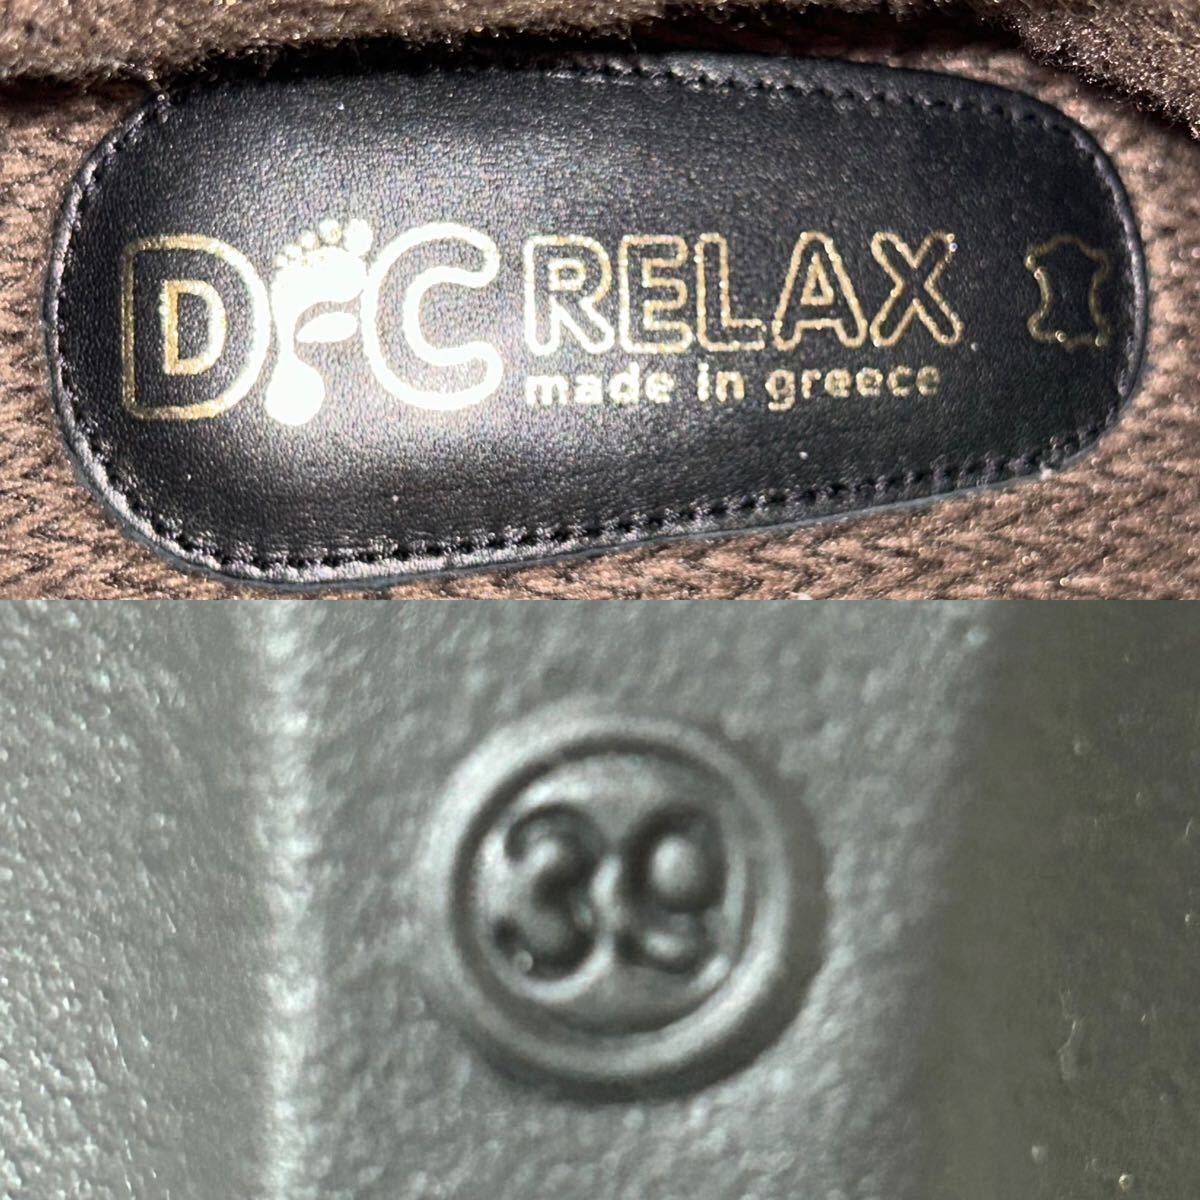 DFC RELAX
made in greece
39